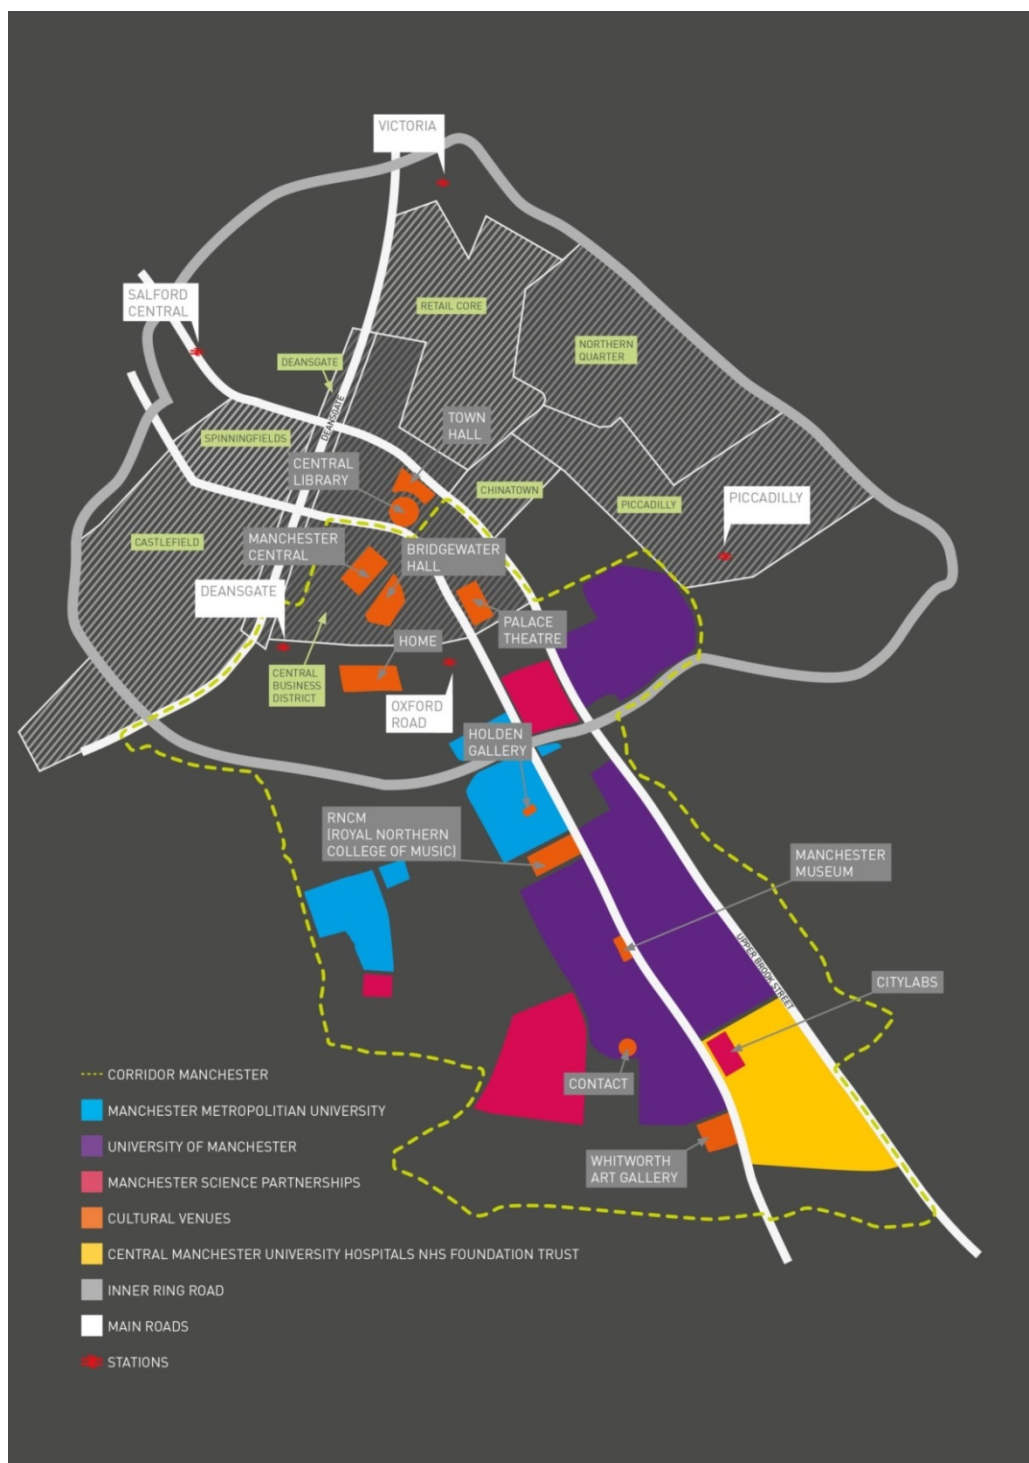 VICTORIA
SALFORD
CENTRAL
RETAIL CORE
NORTHERN
QUARTER
DEANSGATE
DEANSGATE
TOWN
HALL
SPINNINGFIELDS
CENTRAL
LIBRARY
CHINATOWN
PICCADILLY
PICCADILLY
CASTLEFIELD
MANCHESTER
CENTRAL
BRIDGEWATER
HALL
DEANSGATE
PALACE
THEATRE
HOME
CENTRAL
BUSINESS
DISTRICT
OXFORD
ROAD
HOLDEN
GALLERY
RNCM
(ROYAL NORTHERN
COLLEGE OF MUSIC)
MANCHESTER
MUSEUM
UPPER BROOK STREET
CITYLABS
CONTACT
WHITWORTH
ART GALLERY
CORRIDOR MANCHESTER
MANCHESTER METROPOLITIAN UNIVERSITY
UNIVERSITY OF MANCHESTER
MANCHESTER SCIENCE PARTNERSHIPS
CULTURAL VENUES
CENTRAL MANCHESTER UNIVERSITY HOSPITALS NHS FOUNDATION TRUST
INNER RING ROAD
MAIN ROADS
STATIONS